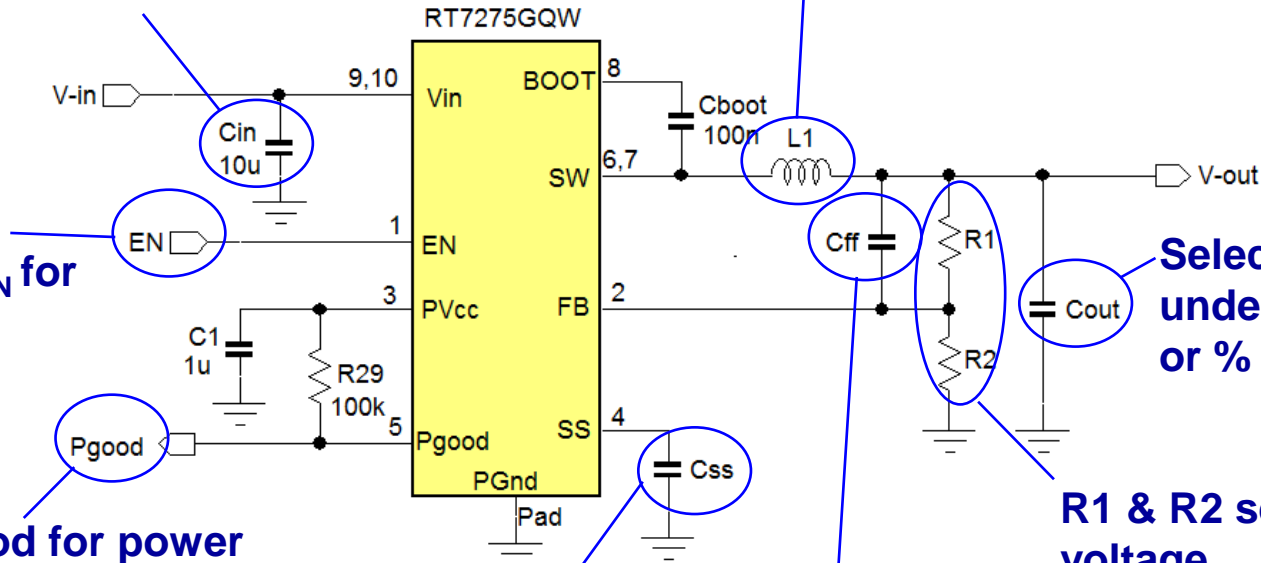 RT7275GQW
V-in
9,10
Vin
BOOT
8
Cboot
100n
Cin
10u
L1
6,7
SW
V-out
EN
1
EN
Cff
R1
N for
3
PVcc
FB
2
Cout
Selec
unde
or %
C1
1u
R29
100k
R2
Pgood
5
Pgood
SS
4
Css
PGnd
Pad
R1 & R2 se
voltage
od for power